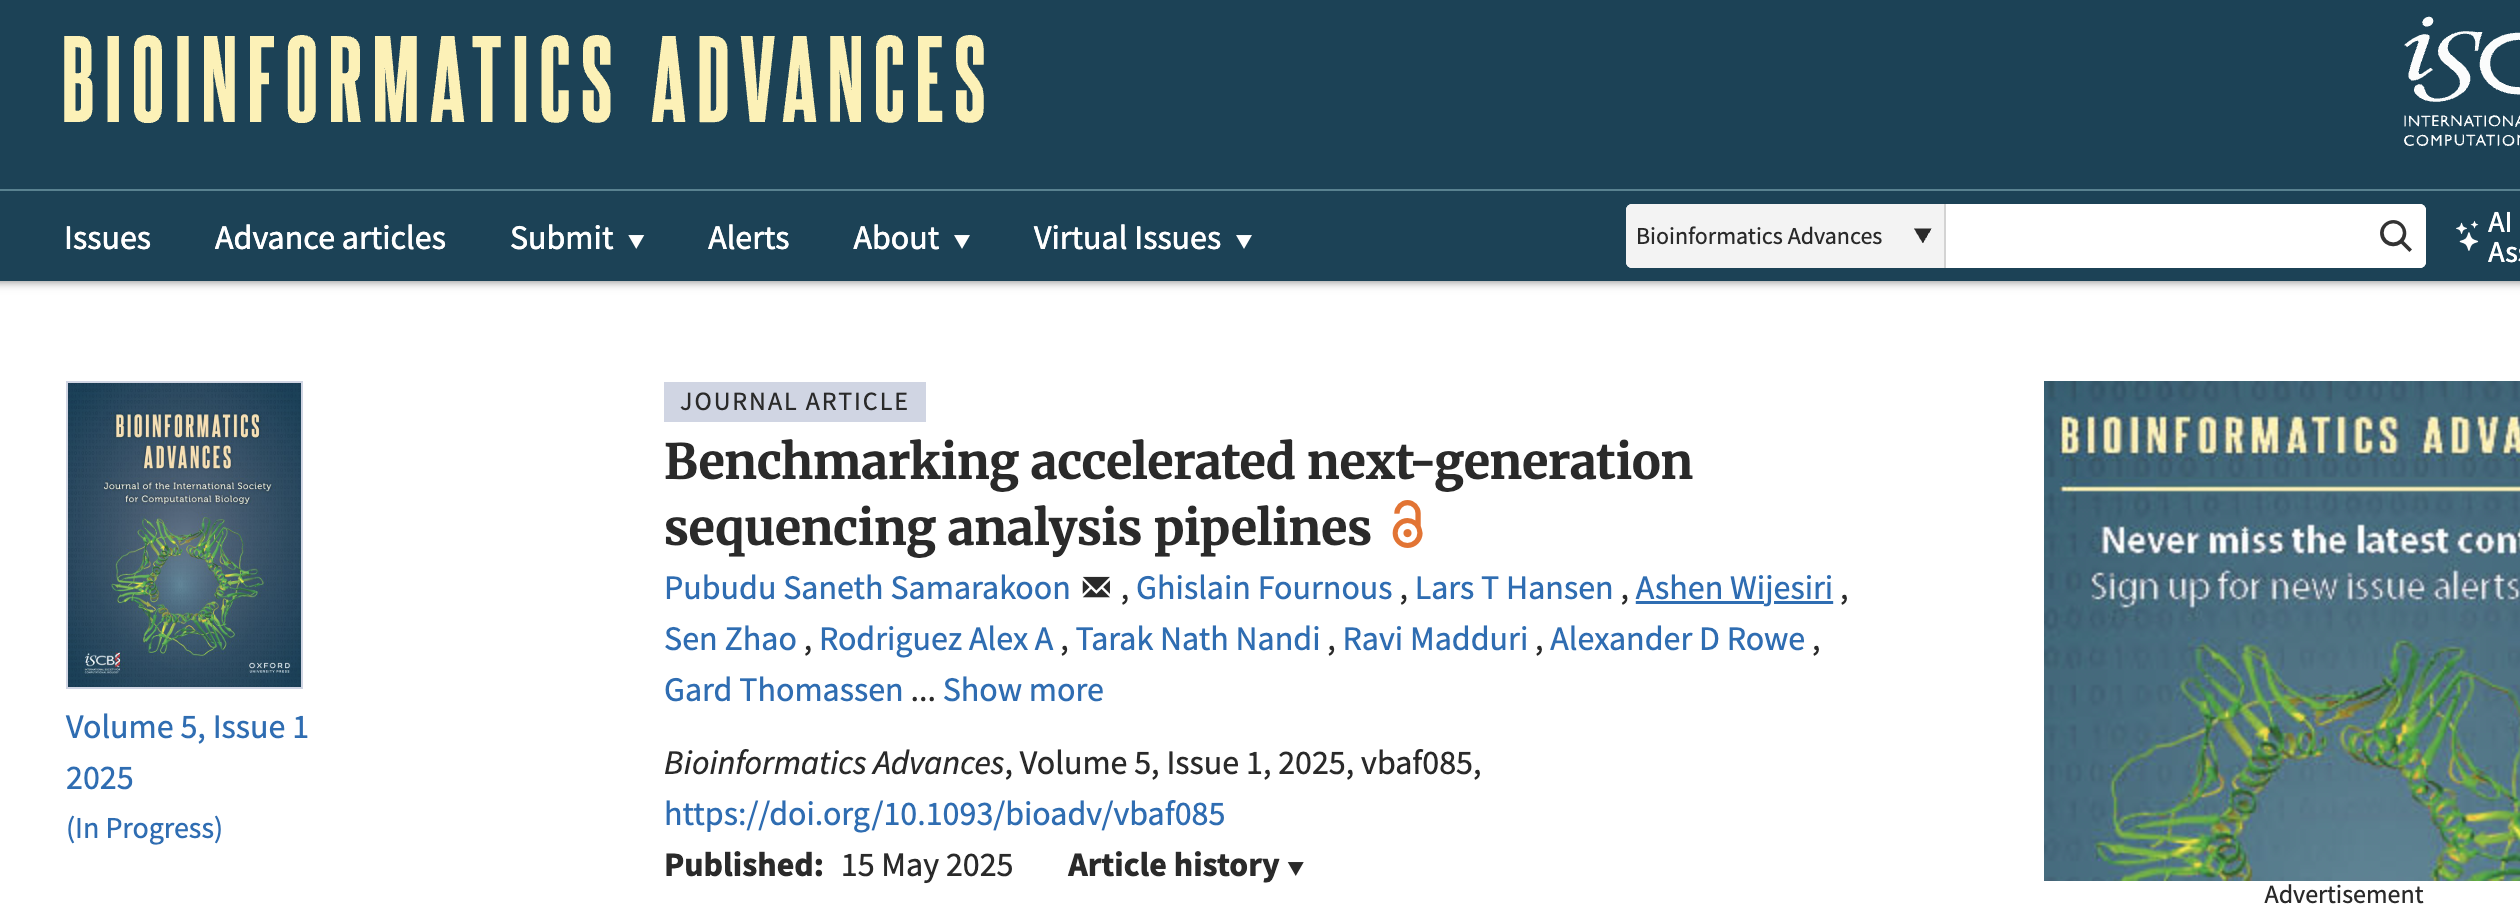 BIOINFORMATICS ADVANCES
isc
INTERNATIONA
COMPUTATION
Issues
Advance articles
Submit ▼
Alerts
About ▼
Virtual Issues ▼
Bioinformatics Advances ▼
AI
Ass
BIOINFORMATICS
ADVANCES
Journal of the International Society
for Computational Biology
ISCB
OXFORD
UNIVERSITY PRESS
Volume 5, Issue 1
2025
(In Progress)
JOURNAL ARTICLE
Benchmarking accelerated next-generation
sequencing analysis pipelines
Pubudu Saneth Samarakoon , Ghislain Fournous , Lars T Hansen , Ashen Wijesiri ,
Sen Zhao , Rodriguez Alex A , Tarak Nath Nandi , Ravi Madduri , Alexander D Rowe ,
Gard Thomassen ... Show more
Bioinformatics Advances, Volume 5, Issue 1, 2025, vbaf085,
https://doi.org/10.1093/bioadv/vbaf085
Published: 15 May 2025 Article history ▼
BIOINFORMATICS ADVA
Never miss the latest con
Sign up for new issue alerts
Advertisement